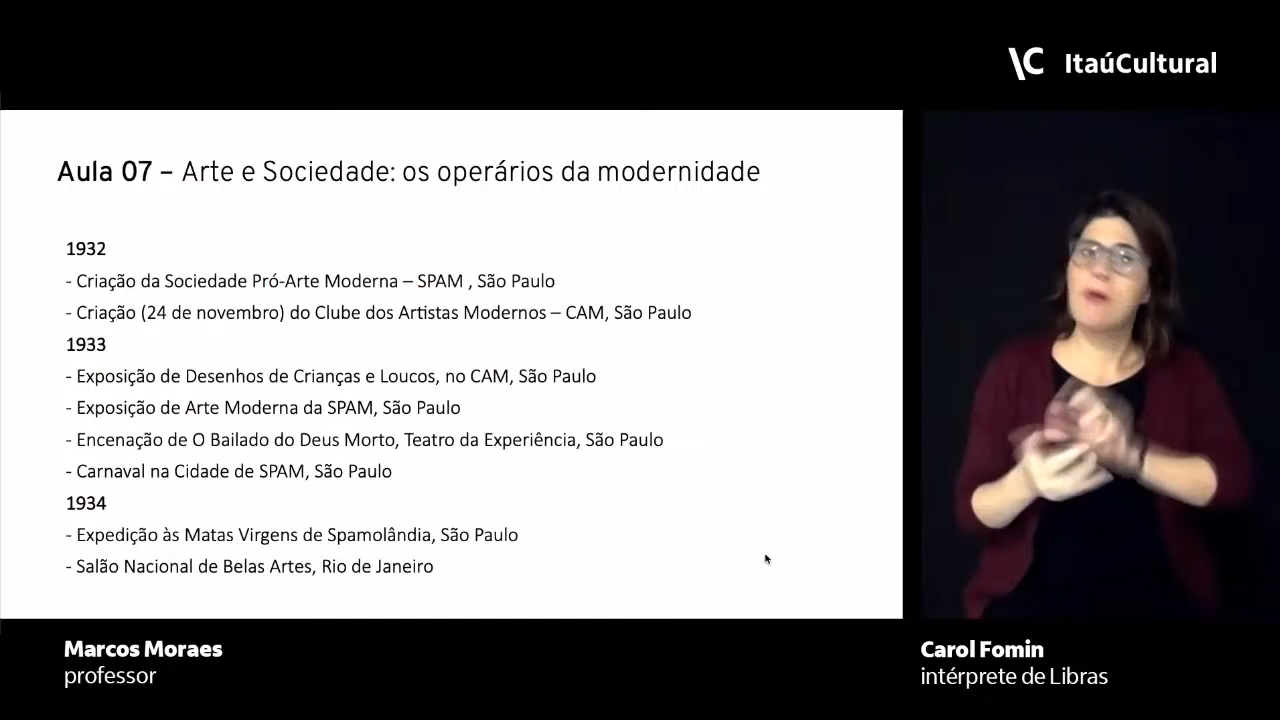 \C ItaúCultural
Aula 07 – Arte e Sociedade: os operários da modernidade
1932
- Criação da Sociedade Pró-Arte Moderna – SPAM , São Paulo
- Criação (24 de novembro) do Clube dos Artistas Modernos – CAM, São Paulo
1933
- Exposição de Desenhos de Crianças e Loucos, no CAM, São Paulo
- Exposição de Arte Moderna da SPAM, São Paulo
- Encenação de O Bailado do Deus Morto, Teatro da Experiência, São Paulo
- Carnaval na Cidade de SPAM, São Paulo
1934
- Expedição às Matas Virgens de Spamolândia, São Paulo
- Salão Nacional de Belas Artes, Rio de Janeiro
Marcos Moraes
professor
Carol Fomin
intérprete de Libras